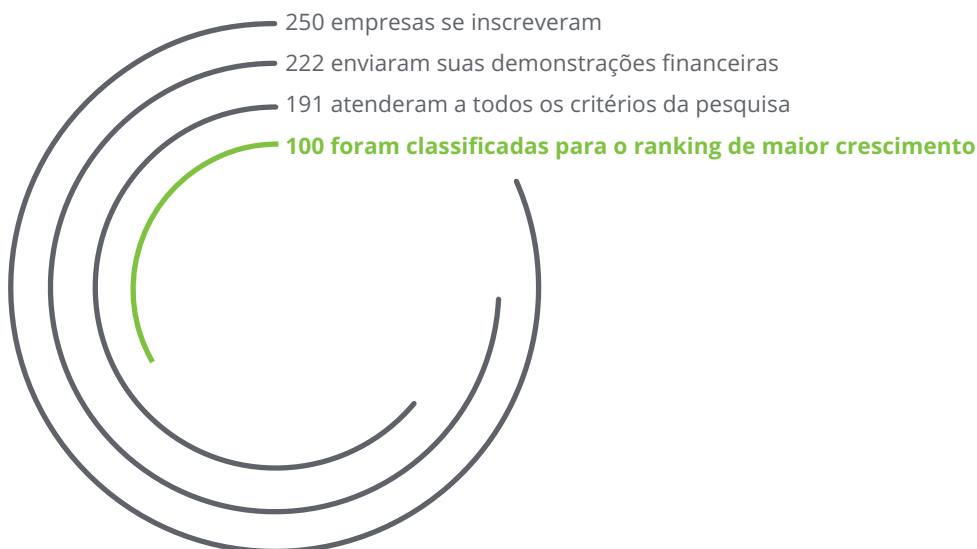 250 empresas se inscreveram
222 enviaram suas demonstrações financeiras
191 atenderam a todos os critérios da pesquisa
100 foram classificadas para o ranking de maior crescimento